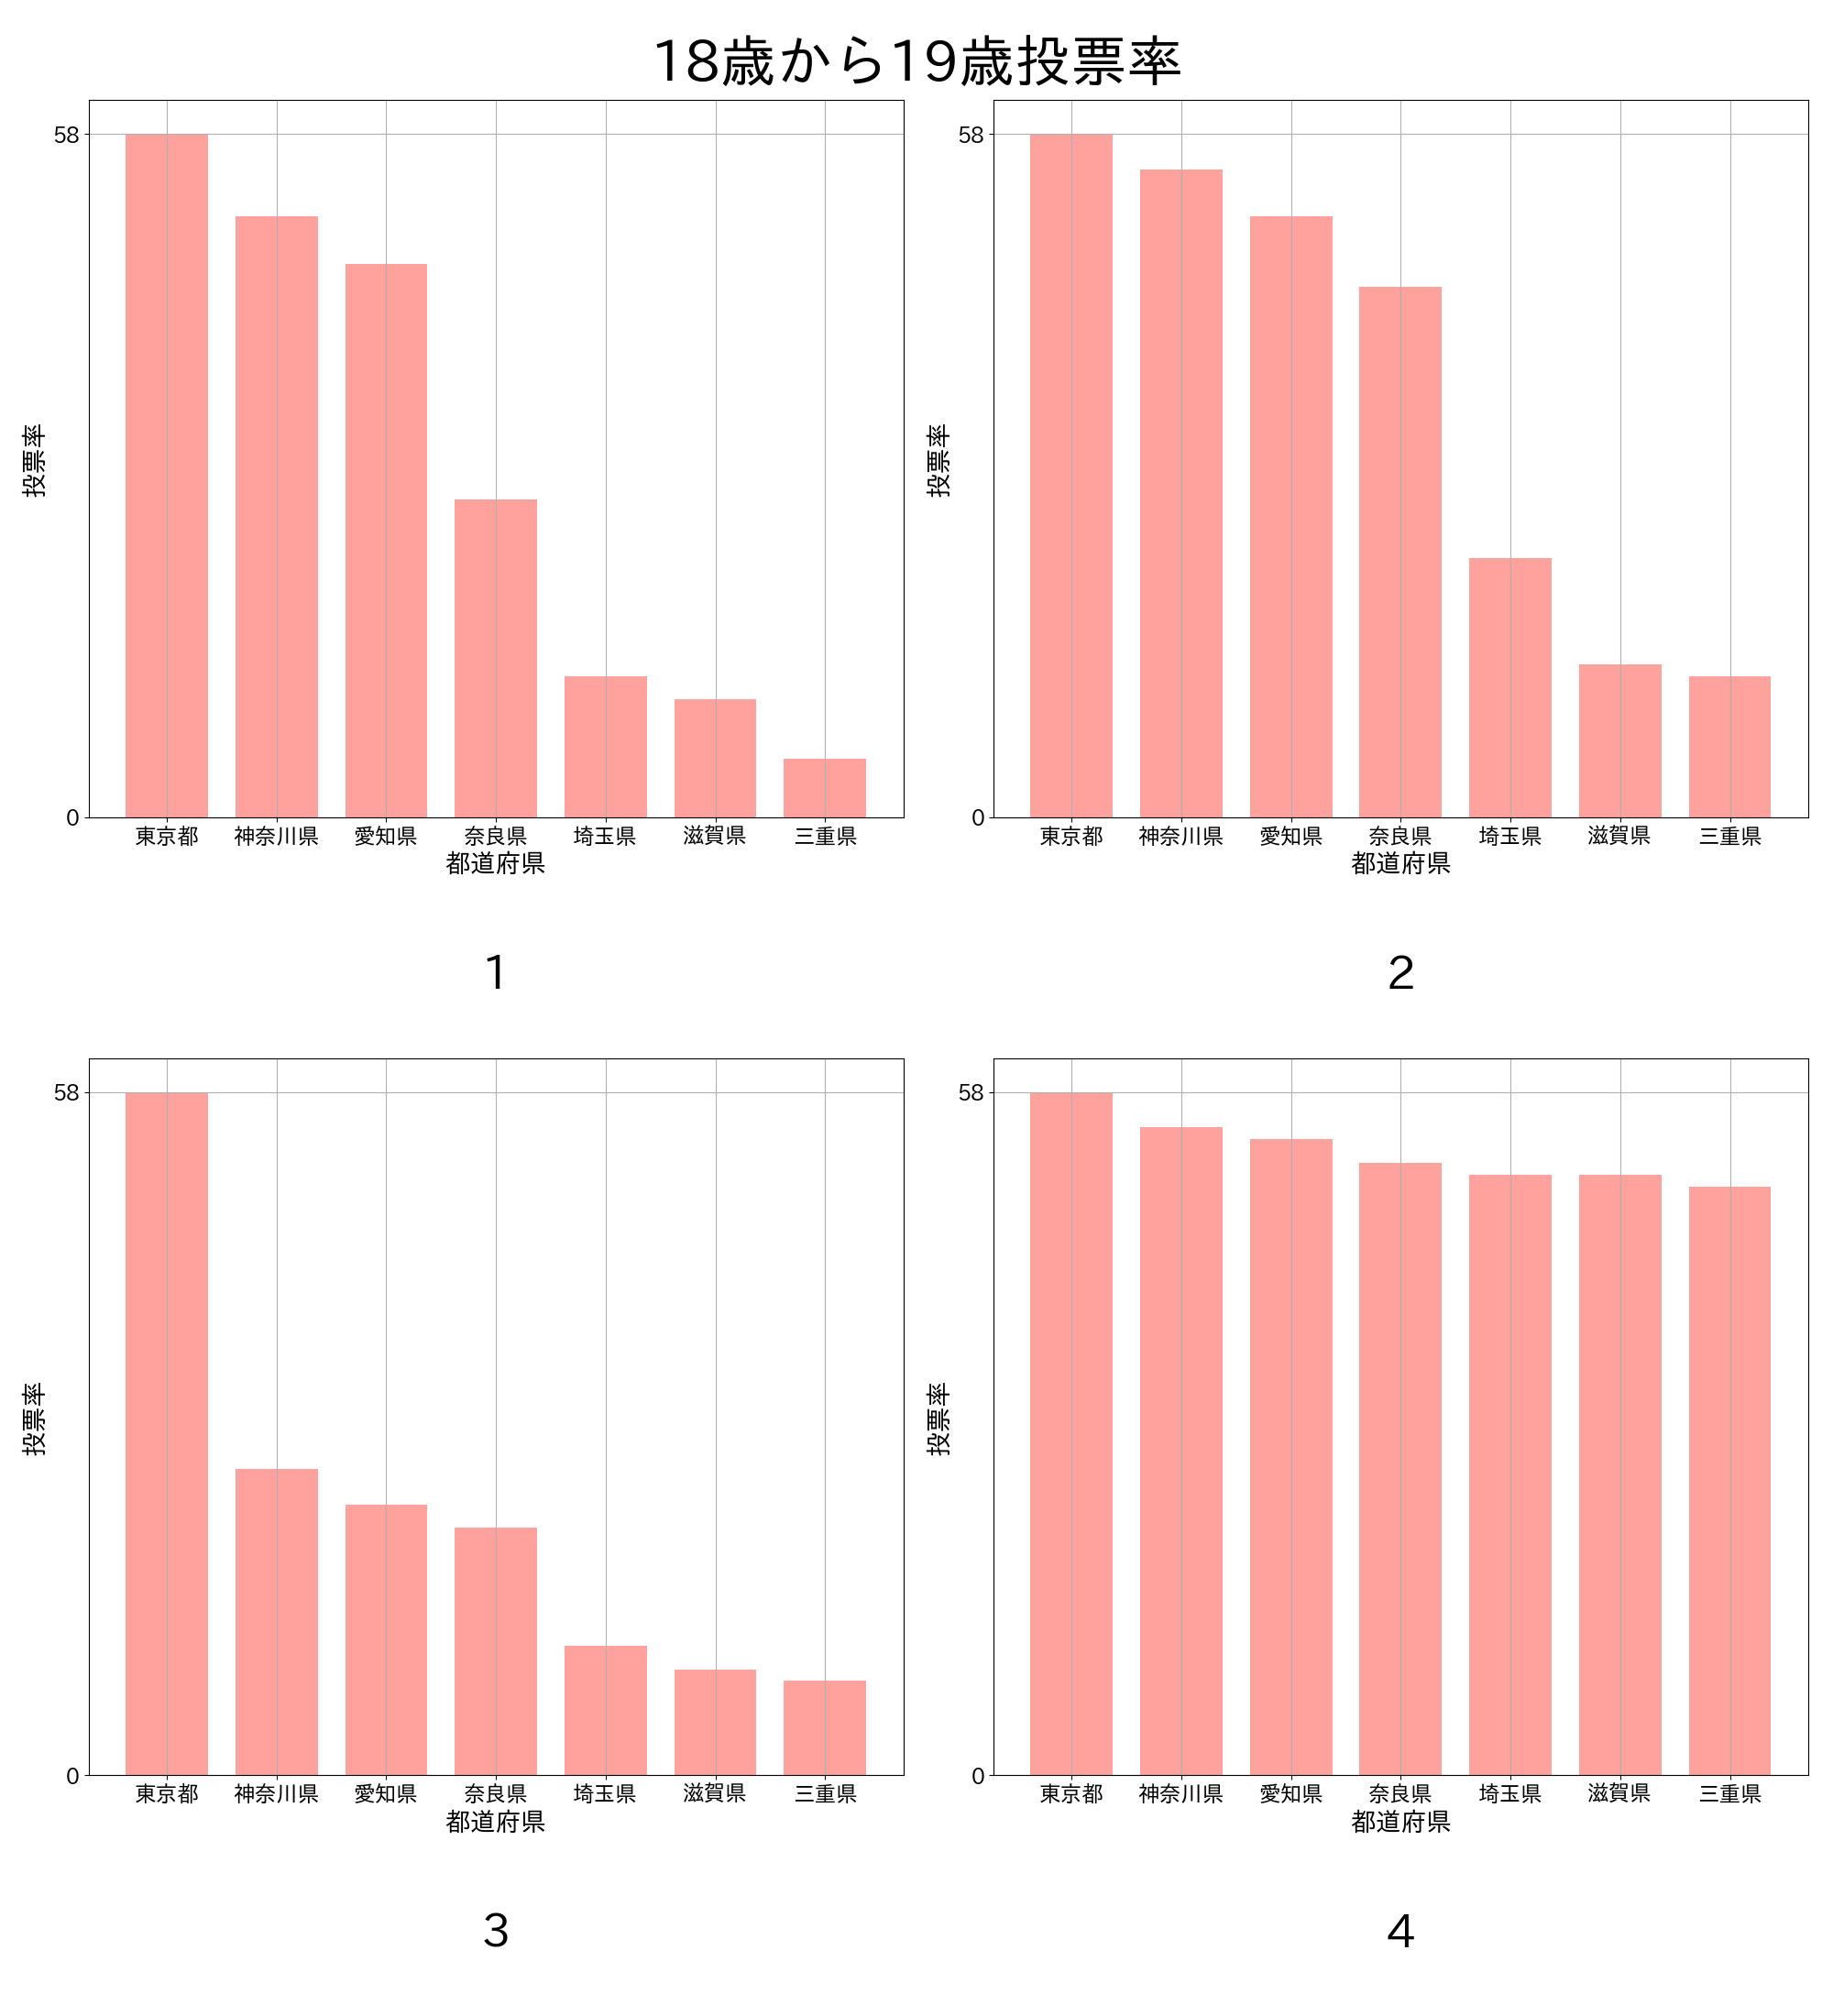 18歳から19歳投票率
58
0
投票率
東京都 神奈川県 愛知県 奈良県 埼玉県 滋賀県 三重県
都道府県
1
58
0
投票率
東京都 神奈川県 愛知県 奈良県 埼玉県 滋賀県 三重県
都道府県
2
58
0
投票率
東京都 神奈川県 愛知県 奈良県 埼玉県 滋賀県 三重県
都道府県
3
58
0
投票率
東京都 神奈川県 愛知県 奈良県 埼玉県 滋賀県 三重県
都道府県
4